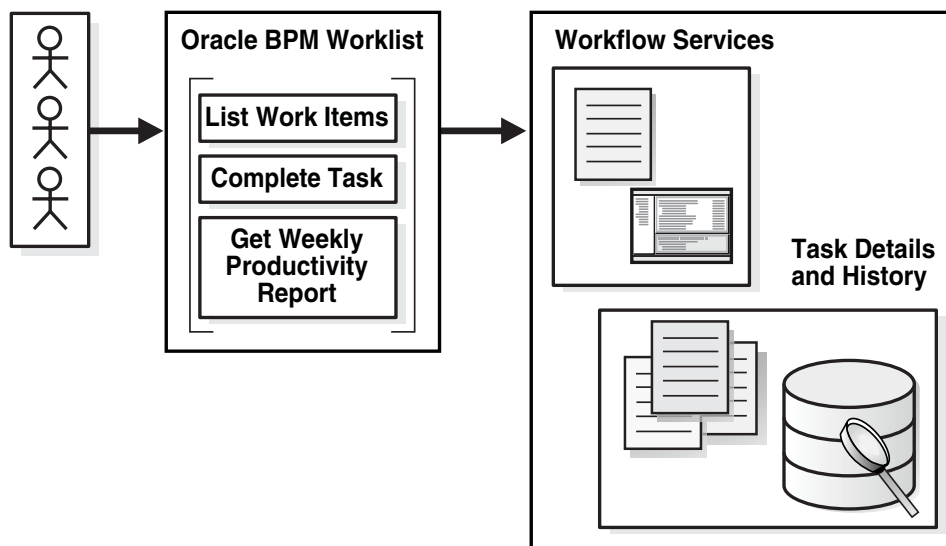 Oracle BPM Worklist
List Work Items
Complete Task
Get Weekly
Productivity
Report
Workflow Services
Task Details
and History